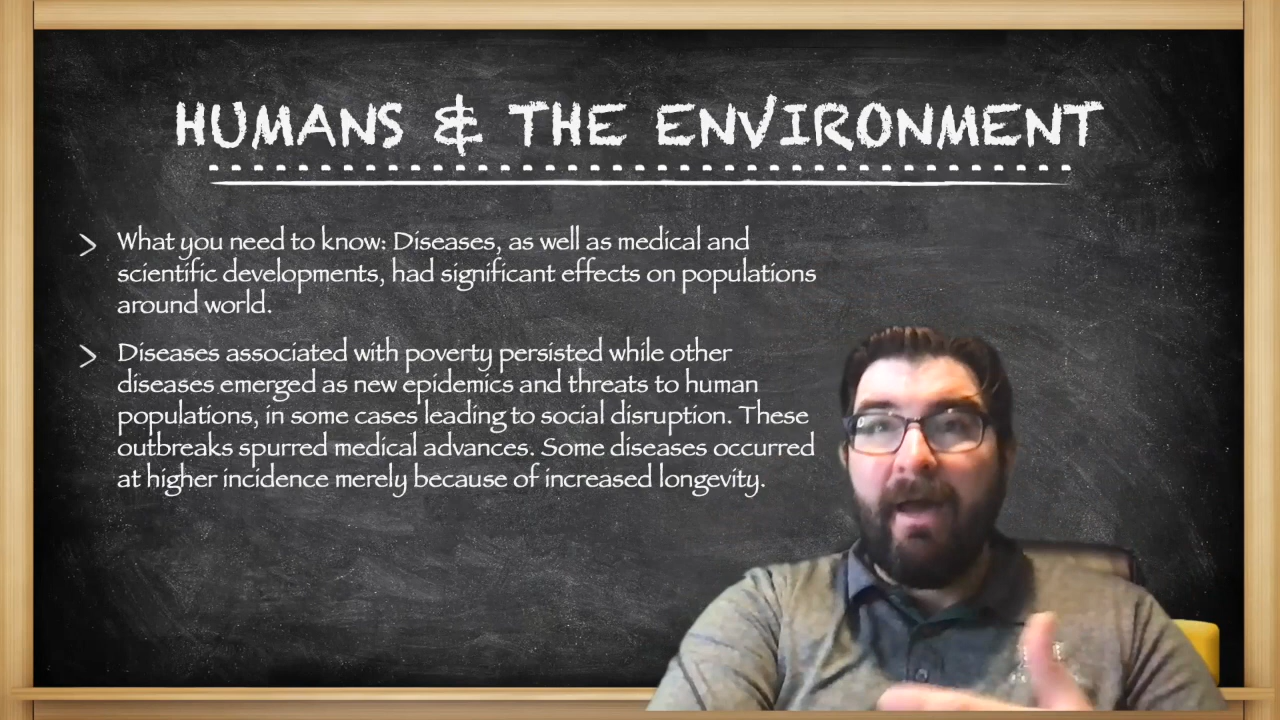 HUMANS & THE ENVIRONMENT
What you need to know: Diseases, as well as medical and
scientific developments, had significant effects on populations
around world.
Diseases associated with poverty persisted while other
diseases emerged as new epidemics and threats to human
populations, in some cases leading to social disruption. These
outbreaks spurred medical advances. Some diseases occurred
at higher incidence merely because of increased longevity.